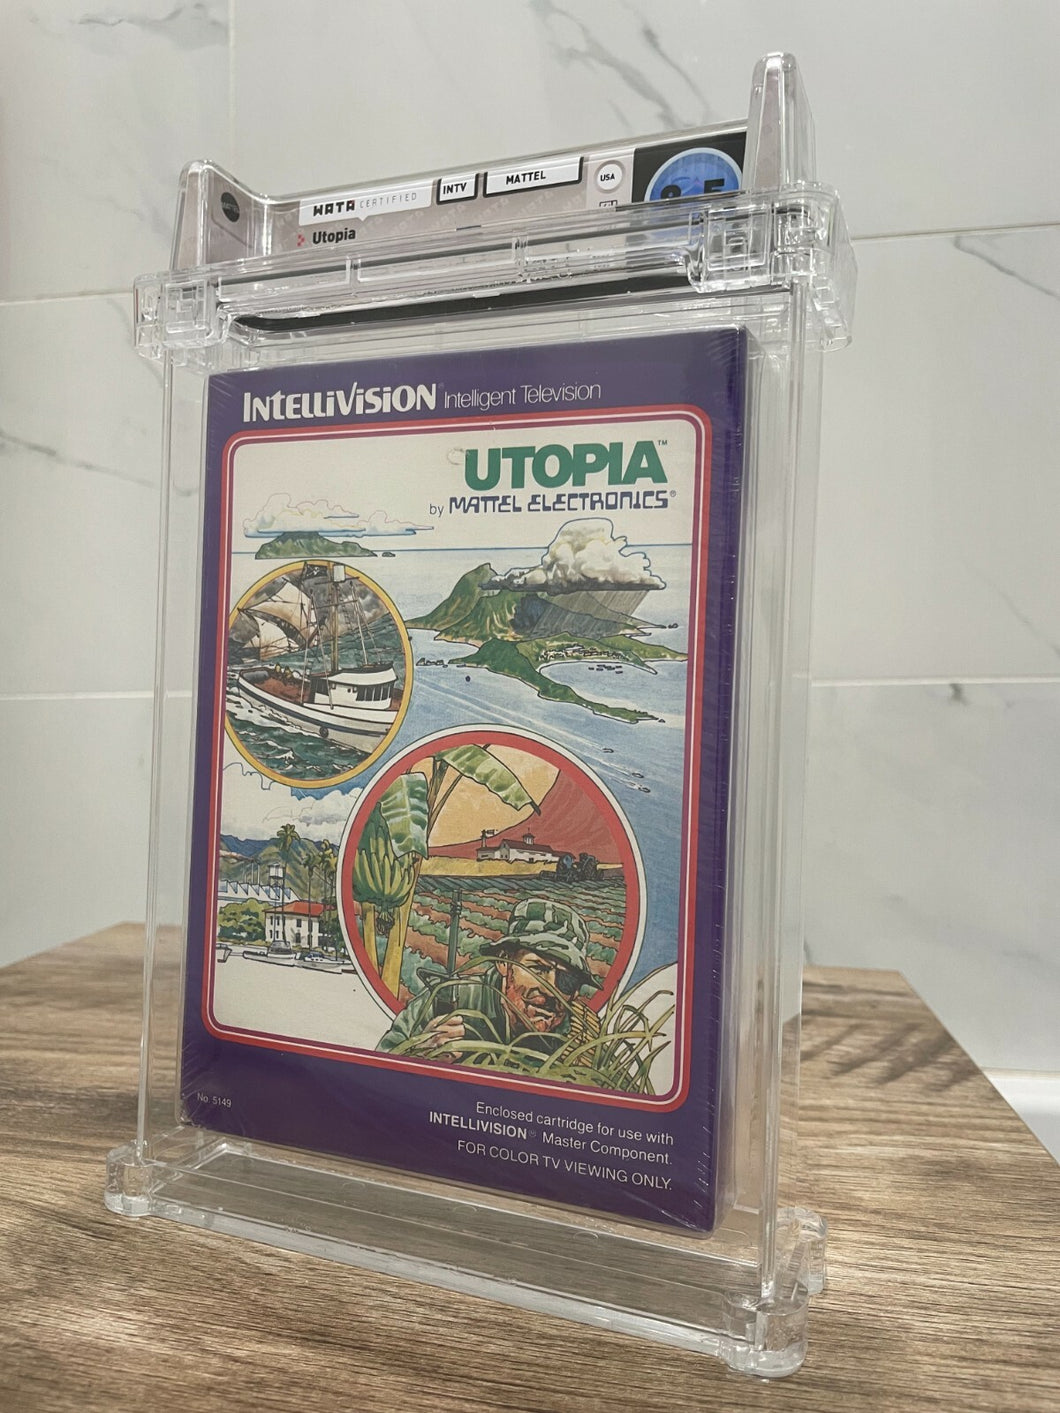 WATA CERTIFIED
INTV
MATTEL
USA
Utopia
INTELLIVISION® Intelligent Television
UTOPIA™
by MATTEL ELECTRONICS®
No. 5149
Enclosed cartridge for use with
INTELLIVISION® Master Component.
FOR COLOR TV VIEWING ONLY.